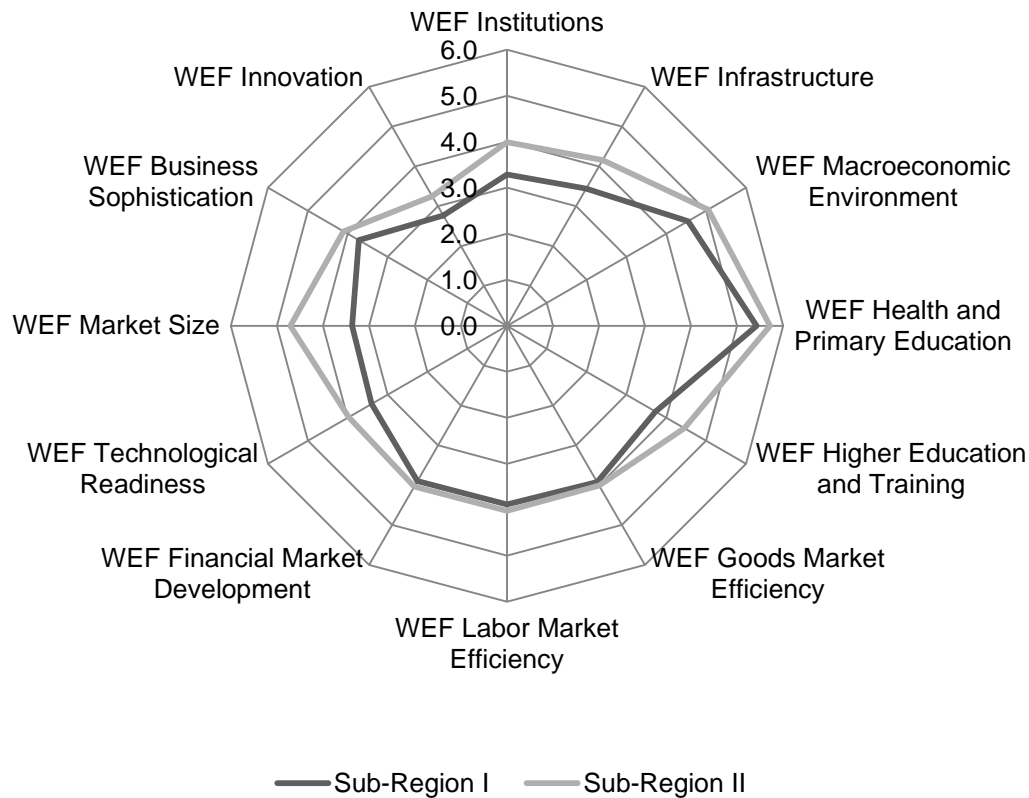 WEF Institutions
6.0
5.0
4.0
3.0
2.0
1.0
0.0
WEF Infrastructure
WEF Macroeconomic
Environment
WEF Health and
Primary Education
WEF Higher Education
and Training
WEF Goods Market
Efficiency
WEF Labor Market
Efficiency
WEF Financial Market
Development
WEF Technological
Readiness
WEF Market Size
WEF Business
Sophistication
WEF Innovation
Sub-Region I
Sub-Region II